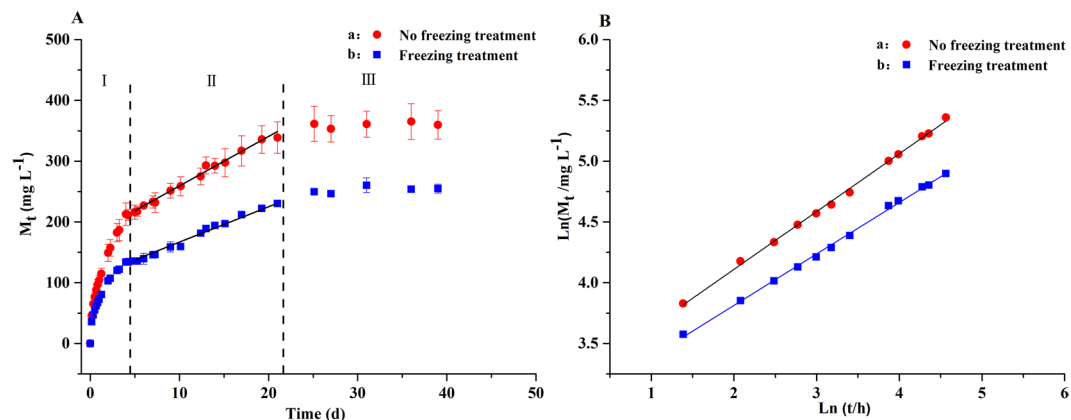 A
a: No freezing treatment
b: Freezing treatment
I II III
500
400
300
200
100
0
Mt (mg L-1)
0 10 20 30 40 50
Time (d)
B
a: No freezing treatment
b: Freezing treatment
6.0
5.5
5.0
4.5
4.0
3.5
Ln(Mt /mg L-1)
1 2 3 4 5 6
Ln (t/h)